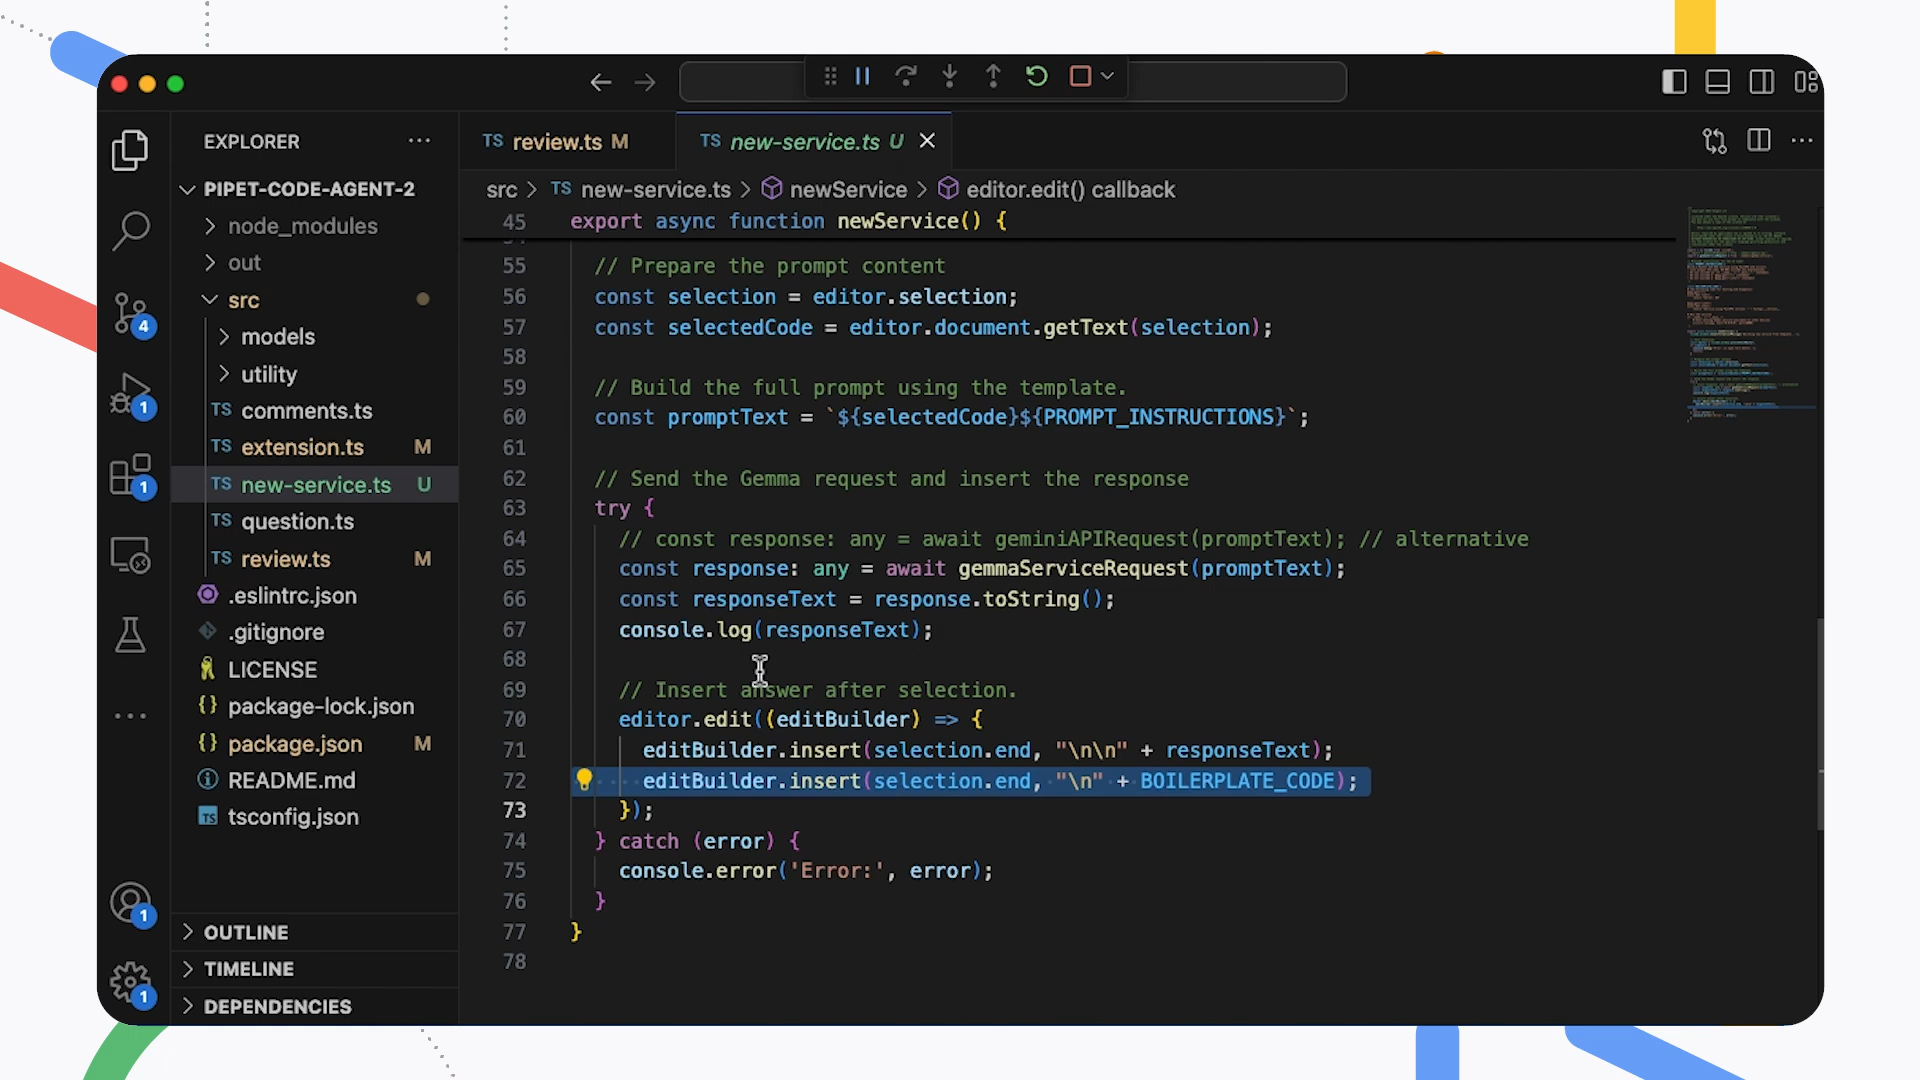 EXPLORER
PIPET-CODE-AGENT-2
node_modules
out
src
models
utility
TS comments.ts
TS extension.ts M
TS new-service.ts U
TS question.ts
TS review.ts M
.eslintrc.json
.gitignore
LICENSE
{} package-lock.json
{} package.json M
README.md
TS tsconfig.json
OUTLINE
TIMELINE
DEPENDENCIES
4
1
1
1
1
TS review.ts M
TS new-service.ts U
src > TS new-service.ts > newService > editor.edit() callback
45 export async function newService() {
55 // Prepare the prompt content
56 const selection = editor.selection;
57 const selectedCode = editor.document.getText(selection);
58
59 // Build the full prompt using the template.
60 const promptText = `${selectedCode}${PROMPT_INSTRUCTIONS}`;
61
62 // Send the Gemma request and insert the response
63 try {
64 // const response: any = await geminiAPIRequest(promptText); // alternative
65 const response: any = await gemmaServiceRequest(promptText);
66 const responseText = response.toString();
67 console.log(responseText);
68
69 // Insert answer after selection.
70 editor.edit((editBuilder) => {
71 editBuilder.insert(selection.end, "\n\n" + responseText);
72 editBuilder.insert(selection.end, "\n" + BOILERPLATE_CODE);
73 });
74 } catch (error) {
75 console.error('Error:', error);
76 }
77 }
78